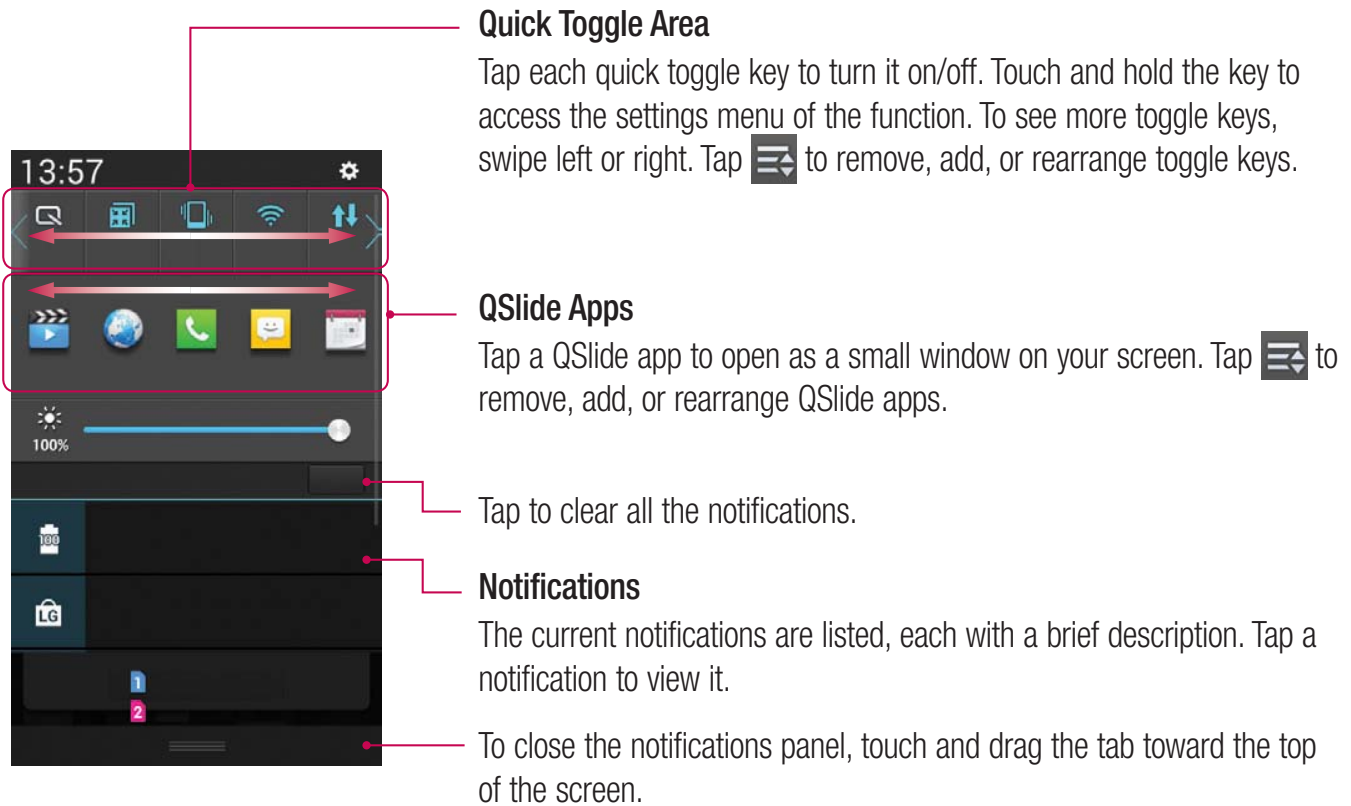 Quick Toggle Area
Tap each quick toggle key to turn it on/off. Touch and hold the key to
access the settings menu of the function. To see more toggle keys,
swipe left or right. Tap to remove, add, or rearrange toggle keys.
13:57
QSlide Apps
Tap a QSlide app to open as a small window on your screen. Tap to
remove, add, or rearrange QSlide apps.
100%
Tap to clear all the notifications.
100
Notifications
The current notifications are listed, each with a brief description. Tap a
notification to view it.
LG
1
2
To close the notifications panel, touch and drag the tab toward the top
of the screen.